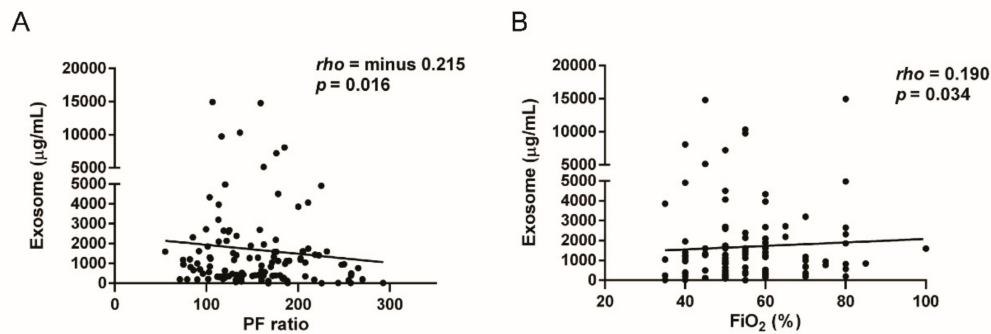 A
rho = minus 0.215
p = 0.016
Exosome (μg/mL)
20000
15000
10000
5000
5000
4000
3000
2000
1000
0
0 100 200 300
PF ratio
B
rho = 0.190
p = 0.034
Exosome (μg/mL)
20000
15000
10000
5000
5000
4000
3000
2000
1000
0
20 40 60 80 100
FiO₂ (%)